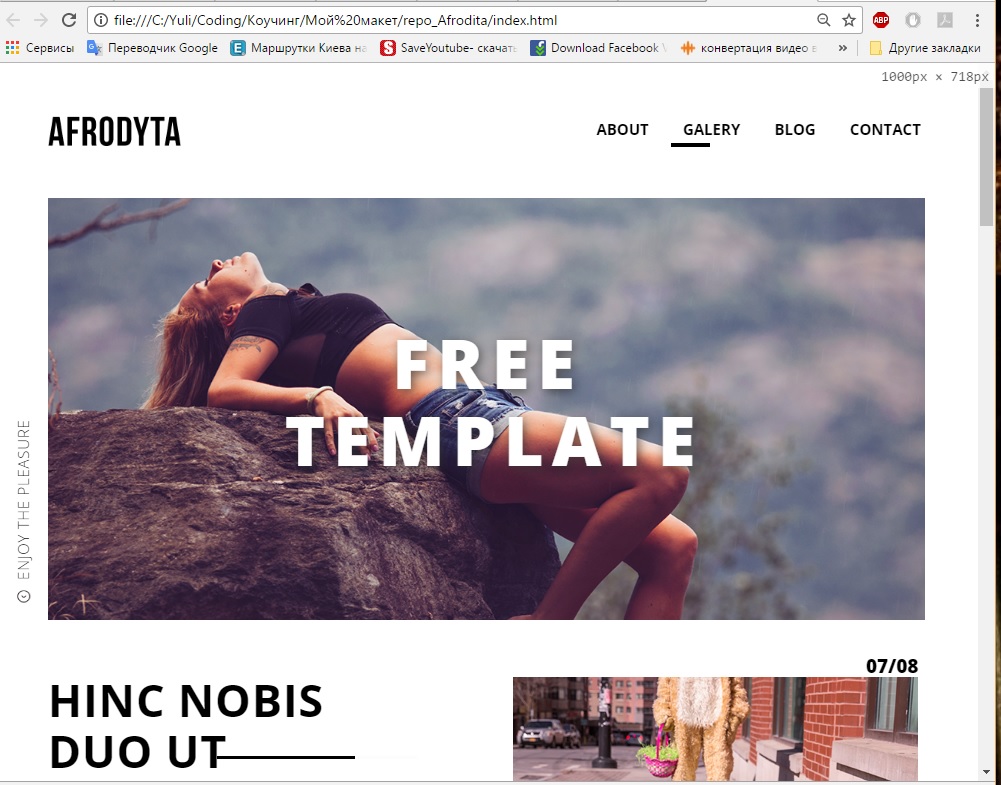 file:///C:/Yuli/Coding/Коучинг/Мой%20макет/repo_Afrodita/index.html
ABP
Сервисы ПереводчикGoogle Маршрутки Киева на SaveYoutube- скачать Download Facebook конвертация видео в » Другие закладки
1000px x 718px
AFRODYTA
ABOUT GALERY BLOG CONTACT
FREE
TEMPLATE
ENJOY THE PLEASURE
07/08
HINC NOBIS
DUO UT